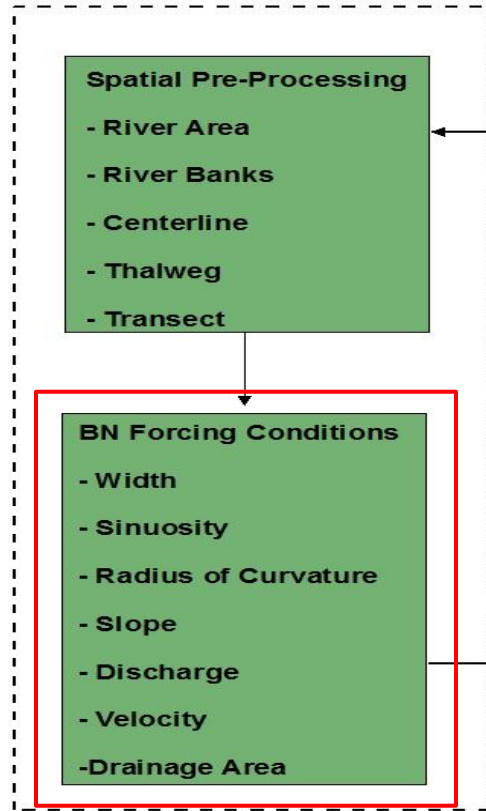 Spatial Pre-Processing
- River Area
- River Banks
- Centerline
- Thalweg
- Transect
BN Forcing Conditions
- Width
- Sinuosity
- Radius of Curvature
- Slope
- Discharge
- Velocity
-Drainage Area